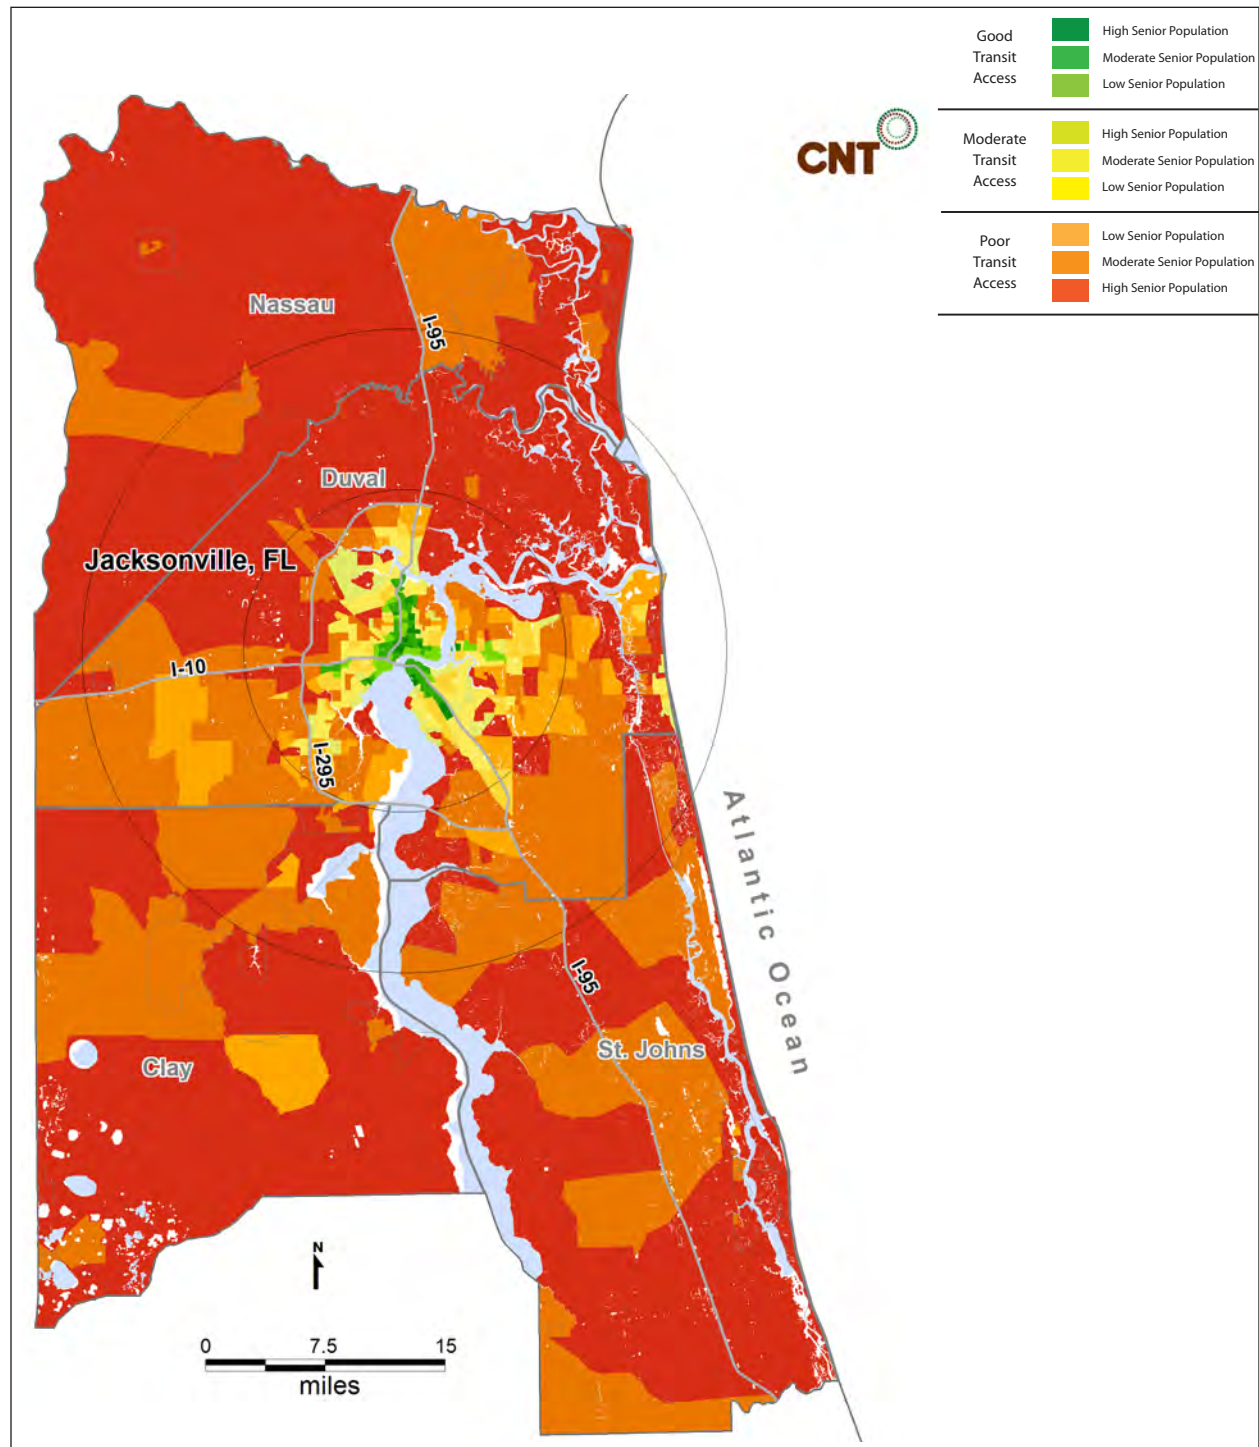 Good
Transit
Access
High Senior Population
Moderate Senior Population
Low Senior Population
CNT
Moderate
Transit
Access
High Senior Population
Moderate Senior Population
Low Senior Population
Poor
Transit
Access
Low Senior Population
Moderate Senior Population
High Senior Population
Nassau
I-95
Duval
Jacksonville, FL
I-10
I-295
Atlantic Ocean
I-95
St. Johns
Clay
N
0 7.5 15
miles